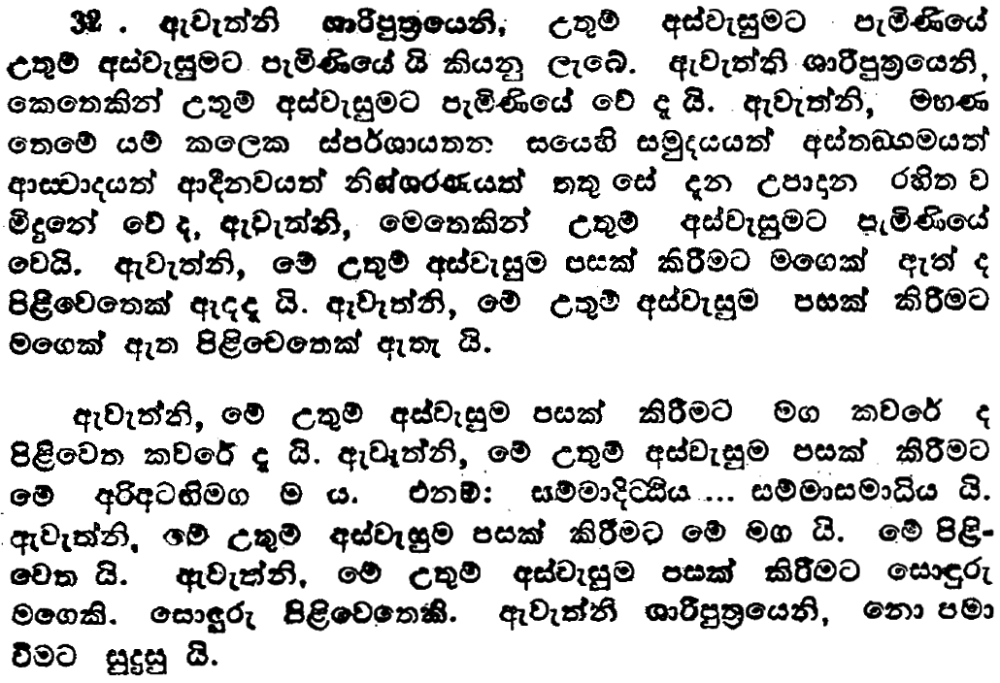 32. ඇවැත්නි ශාරීපුත්‍රයෙනි, උතුම් අස්වැසුමට පැමිණියේ
උතුම් අස්වැසුමට පැමිණියේ යි කියනු ලැබේ. ඇවැත්නි ශාරීපුත්‍රයෙනි,
කෙතෙකින් උතුම් අස්වැසුමට පැමිණියේ වේ ද යි. ඇවැත්නි, මහණ
තෙමේ යම් කලෙක ස්පර්ශායතන සයෙහි සමුදයයත් අස්තඞ්ගමයත්
ආස්වාදයත් ආදීනවයත් නිශ්ශරණයත් තතු සේ දැන උපාදාන රහිත ව
මිදුනේ වේ ද, ඇවැත්නි, මෙතෙකින් උතුම් අස්වැසුමට පැමිණියේ
වෙයි. ඇවැත්නි, මේ උතුම් අස්වැසුම පසක් කිරීමට මගෙක් ඇත් ද
පිළිවෙතෙක් ඇදදැ යි. ඇවැත්නි, මේ උතුම් අස්වැසුම පසක් කිරීමට
මගෙක් ඇත පිළිවෙතෙක් ඇතැ යි.
ඇවැත්නි, මේ උතුම් අස්වැසුම පසක් කිරීමට මග කවරේ ද
පිළිවෙත කවරේ ද යි. ඇවැත්නි, මේ උතුම් අස්වැසුම පසක් කිරීමට
මේ අරිඅටඟිමග ම ය. එනම්: සම්මාදිට්ඨිය ... සම්මාසමාධිය යි.
ඇවැත්නි, මේ උතුම් අස්වැසුම පසක් කිරීමට මේ මග යි. මේ පිළි-
වෙත යි. ඇවැත්නි, මේ උතුම් අස්වැසුම පසක් කිරීමට සොඳුරු
මගෙකි. සොඳුරු පිළිවෙතෙකි. ඇවැත්නි ශාරීපුත්‍රයෙනි, නො පමා
වීමට සුදුසු යි.